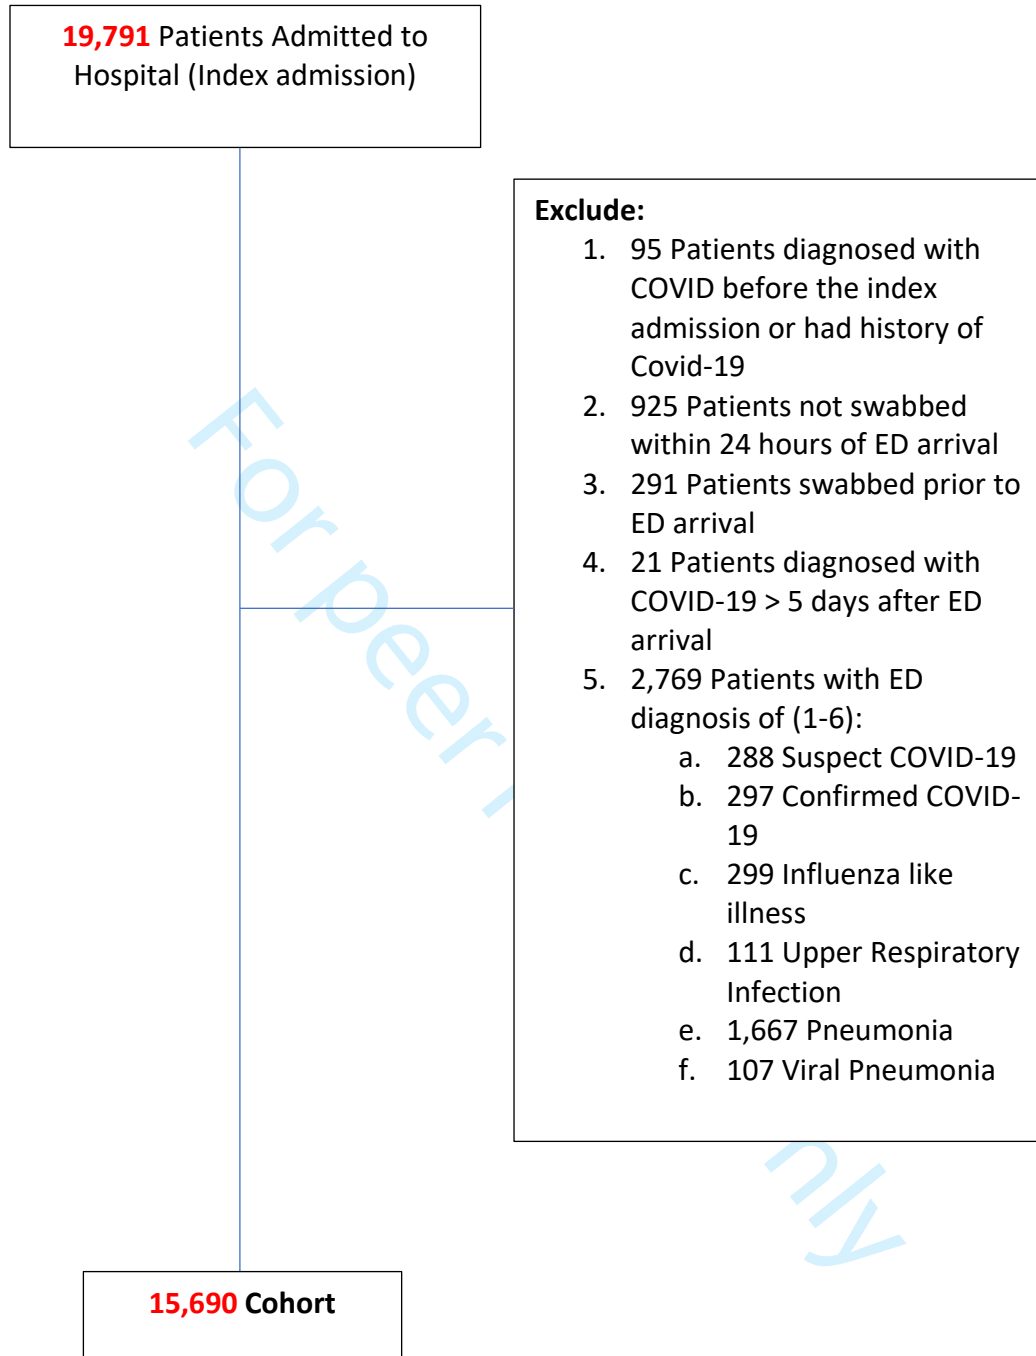 19,791 Patients Admitted to
Hospital (Index admission)
Exclude:
1. 95 Patients diagnosed with
COVID before the index
admission or had history of
Covid-19
2. 925 Patients not swabbed
within 24 hours of ED arrival
3. 291 Patients swabbed prior to
ED arrival
4. 21 Patients diagnosed with
COVID-19 > 5 days after ED
arrival
5. 2,769 Patients with ED
diagnosis of (1-6):
a. 288 Suspect COVID-19
b. 297 Confirmed COVID-
19
c. 299 Influenza like
illness
d. 111 Upper Respiratory
Infection
e. 1,667 Pneumonia
f. 107 Viral Pneumonia
15,690 Cohort
For peer r
nly